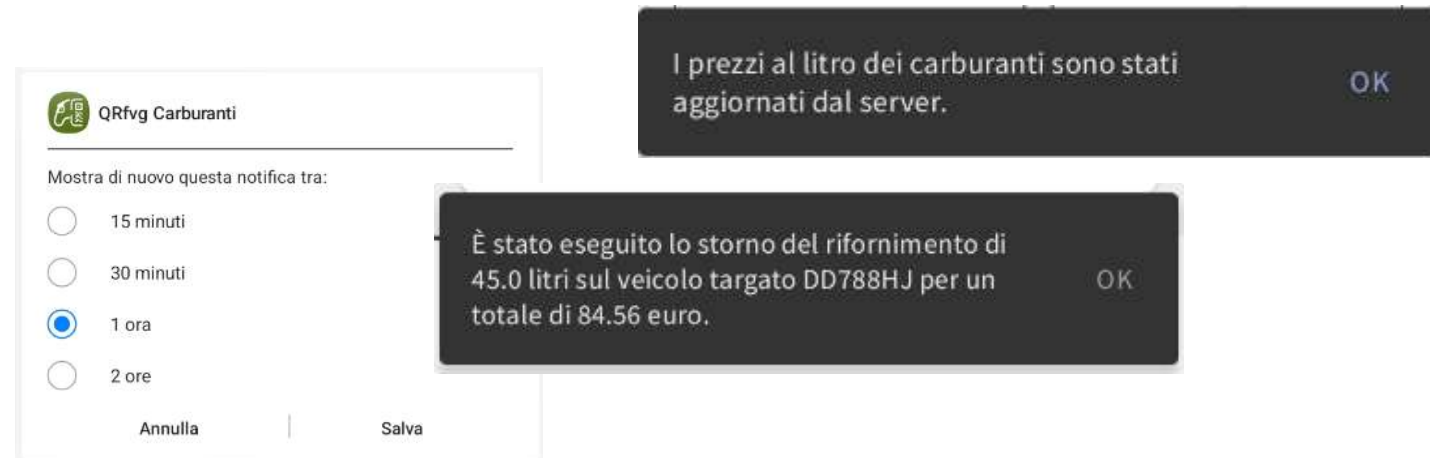 I prezzi al litro dei carburanti sono stati
aggiornati dal server.
OK
QRfvg Carburanti
Mostra di nuovo questa notifica tra:
15 minuti
30 minuti
1 ora
2 ore
Annulla
Salva
È stato eseguito lo storno del rifornimento di
45.0 litri sul veicolo targato DD788HJ per un
totale di 84.56 euro.
OK